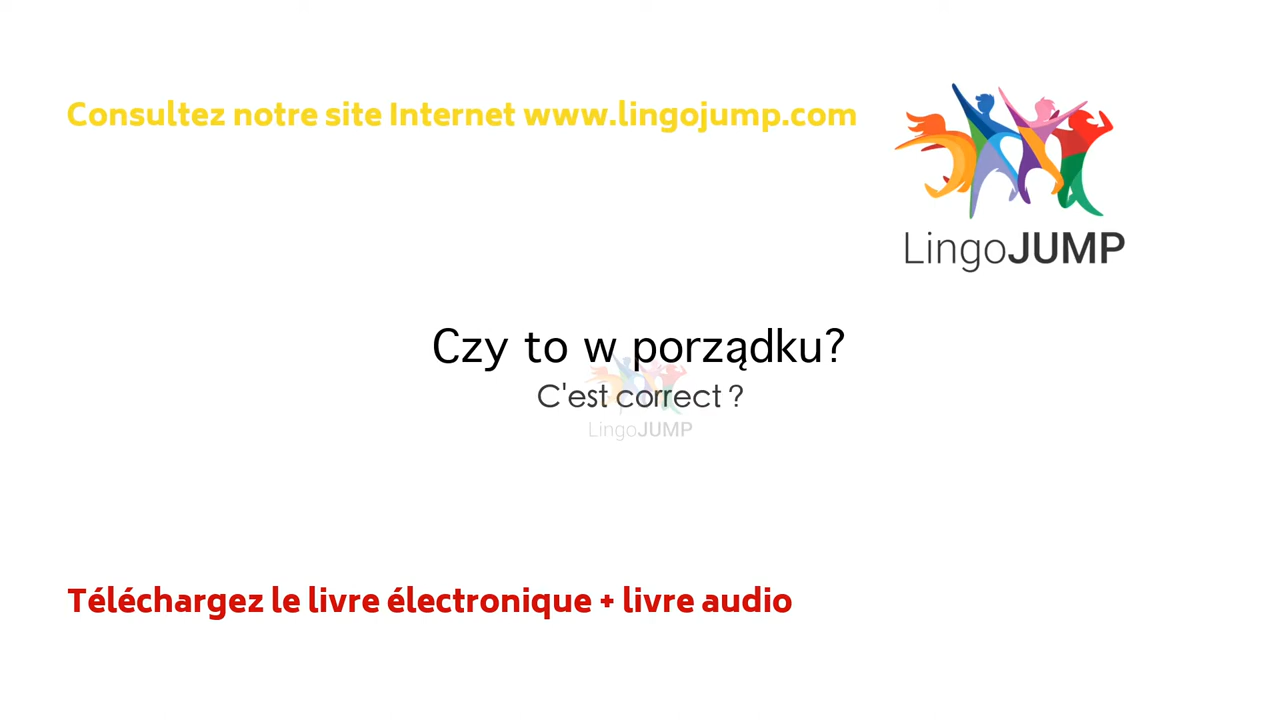 Consultez notre site Internet www.lingojump.com
LingoJUMP
Czy to w porządku?
C'est correct ?
LingoJUMP
Téléchargez le livre électronique + livre audio